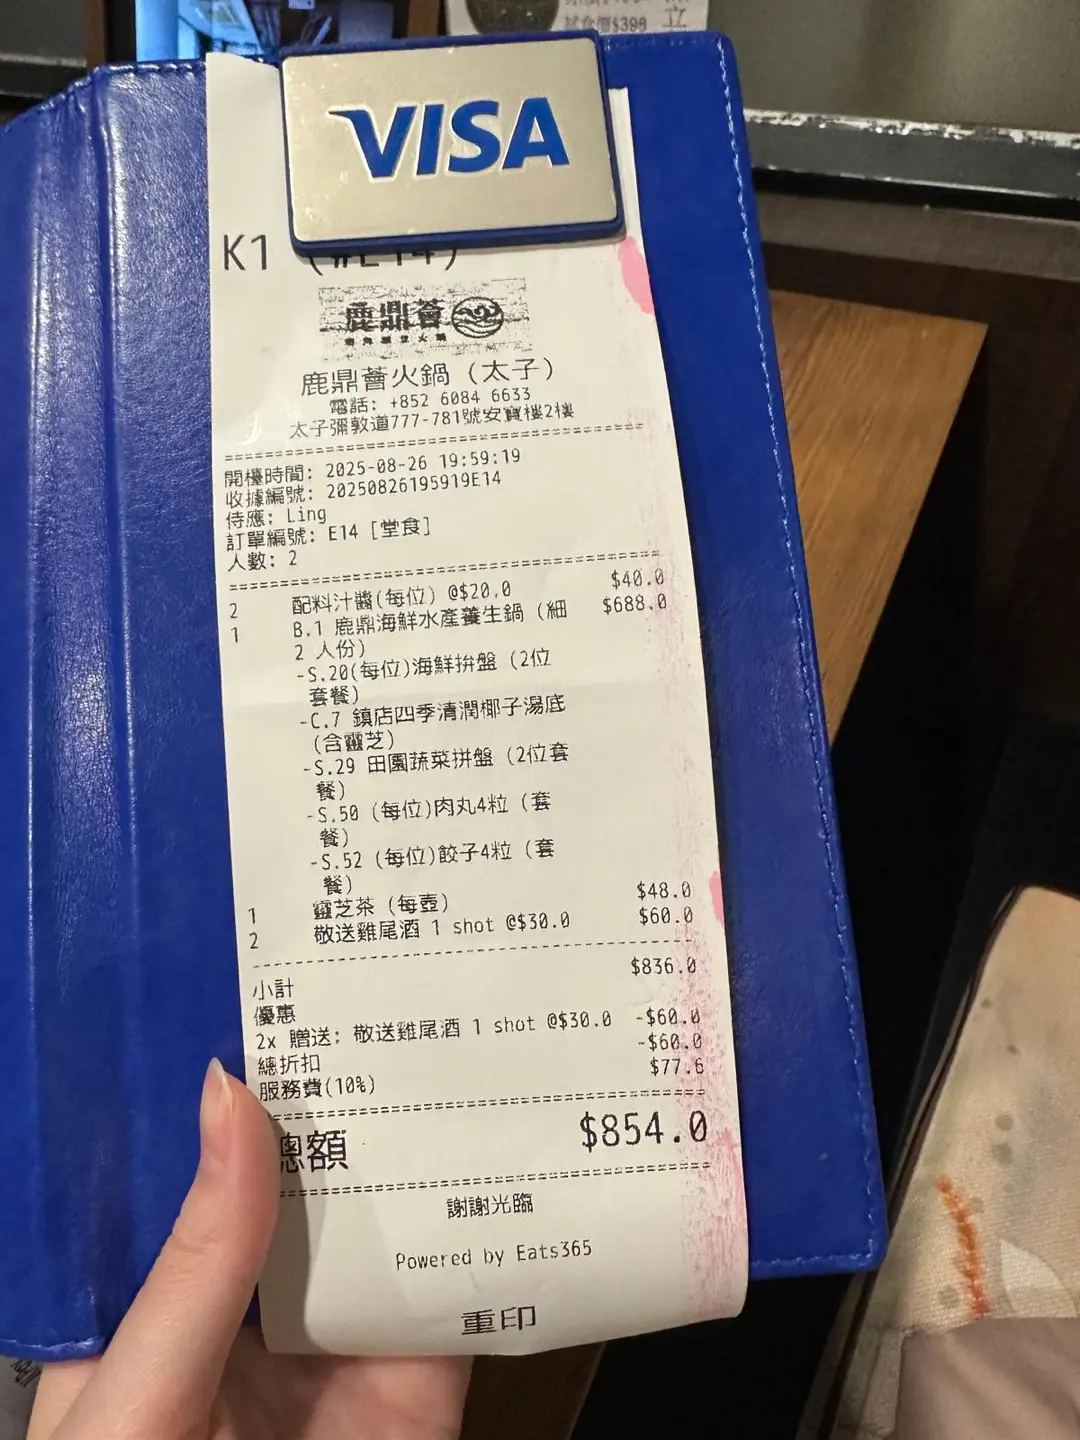 試食價$398
VISA
K1 (#E14)
鹿鼎薈
鹿鼎薈火鍋 (太子)
電話: +852 6084 6633
太子彌敦道777-781號安寶樓2樓
開檯時間: 2025-08-26 19:59:19
收據編號: 20250826195919E14
侍應: Ling
訂單編號: E14 [堂食]
人數: 2
2 配料汁醬(每位) @$20.0 $40.0
1 B.1 鹿鼎海鮮水產養生鍋 (細 $688.0
2 人份)
-S.20(每位)海鮮拚盤 (2位
套餐)
-C.7 鎮店四季清潤椰子湯底
(含靈芝)
-S.29 田園蔬菜拼盤 (2位套
餐)
-S.50 (每位)肉丸4粒 (套
餐)
-S.52 (每位)餃子4粒 (套
餐)
1 靈芝茶 (每壺) $48.0
2 敬送雞尾酒 1 shot @$30.0 $60.0
小計 $836.0
優惠
2x 贈送: 敬送雞尾酒 1 shot @$30.0 -$60.0
總折扣 -$60.0
服務費(10%) $77.6
總額 $854.0
謝謝光臨
Powered by Eats365
重印